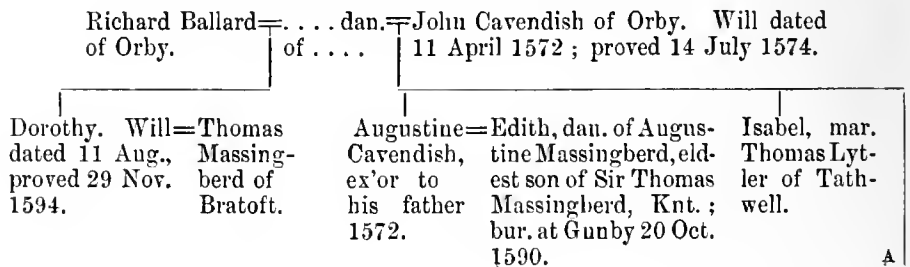 Richard Ballard=. . . . dau.=John Cavendish of Orby. Will dated
of Orby. of . . . . 11 April 1572 ; proved 14 July 1574.
Dorothy. Will=Thomas
dated 11 Aug., Massing-
proved 29 Nov. berd of
1594. Bratoft.
Augustine=Edith, dau. of Augus-
Cavendish, tine Massingberd, eld-
ex'or to est son of Sir Thomas
his father Massingberd, Knt. ;
1572. bur. at Gunby 20 Oct.
1590.
Isabel, mar.
Thomas Lyt-
ler of Tath-
well.
A